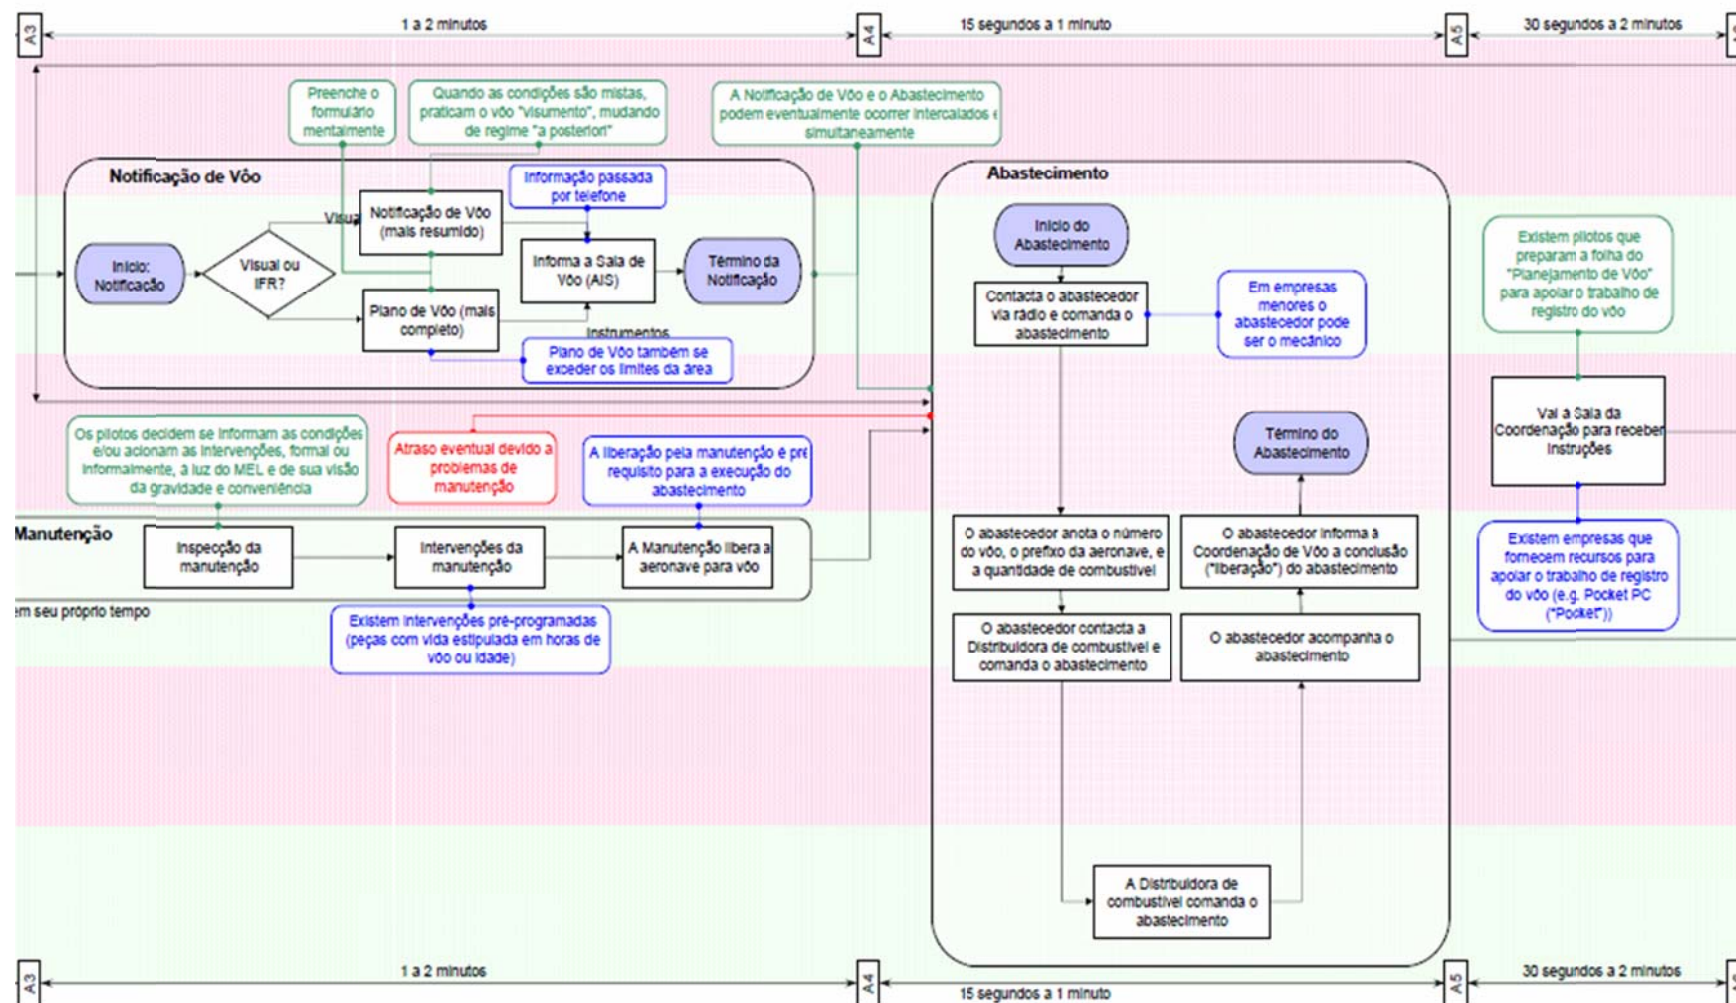 A3
1 a 2 minutos
A4
15 segundos a 1 minuto
A5
30 segundos a 2 minutos
Preenche o
formulário
mentalmente
Quando as condições são mistas,
praticam o vôo "visumento", mudando
de regime "a posteriori"
A Notificação de Vôo e o Abastecimento
podem eventualmente ocorrer intercalados e
simultaneamente
Notificação de Vôo
Início:
Notificação
Visual ou
IFR?
Visua
Notificação de Vôo
(mais resumido)
Plano de Vôo (mais
completo)
Informação passada
por telefone
Informa a Sala de
Vôo (AIS)
Término da
Notificação
Instrumentos
Plano de Vôo também se
exceder os limites da área
Abastecimento
Início do
Abastecimento
Contacta o abastecedor
via rádio e comanda o
abastecimento
Em empresas
menores o
abastecedor pode
ser o mecânico
Término do
Abastecimento
O abastecedor anota o número
do vôo, o prefixo da aeronave, e
a quantidade de combustível
O abastecedor informa à
Coordenação de Vôo a conclusão
("liberação") do abastecimento
O abastecedor contacta a
Distribuidora de combustível e
comanda o abastecimento
O abastecedor acompanha o
abastecimento
A Distribuidora de
combustível comanda o
abastecimento
Existem pilotos que
preparam a folha do
"Planejamento de Vôo"
para apoiar o trabalho de
registro do vôo
Vai à Sala da
Coordenação para receber
instruções
Existem empresas que
fornecem recursos para
apoiar o trabalho de registro
do vôo (e.g. Pocket PC
("Pocket"))
Os pilotos decidem se informam as condições
e/ou acionam as intervenções, formal ou
informalmente, à luz do MEL e de sua visão
da gravidade e conveniência
Atraso eventual devido a
problemas de
manutenção
A liberação pela manutenção é pré
requisito para a execução do
abastecimento
Manutenção
Inspecção da
manutenção
Intervenções da
manutenção
A Manutenção libera a
aeronave para vôo
em seu próprio tempo
Existem intervenções pré-programadas
(peças com vida estipulada em horas de
vôo ou idade)
A3
1 a 2 minutos
A4
15 segundos a 1 minuto
A5
30 segundos a 2 minutos